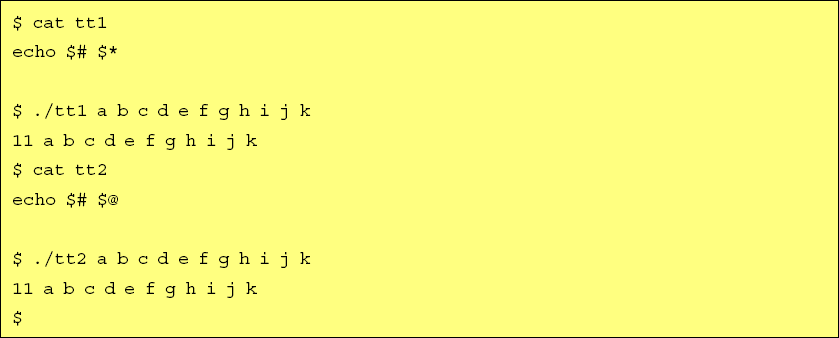 $ cat tt1
echo $# $*
$ ./tt1 a b c d e f g h i j k
11 a b c d e f g h i j k
$ cat tt2
echo $# $@
$ ./tt2 a b c d e f g h i j k
11 a b c d e f g h i j k
$